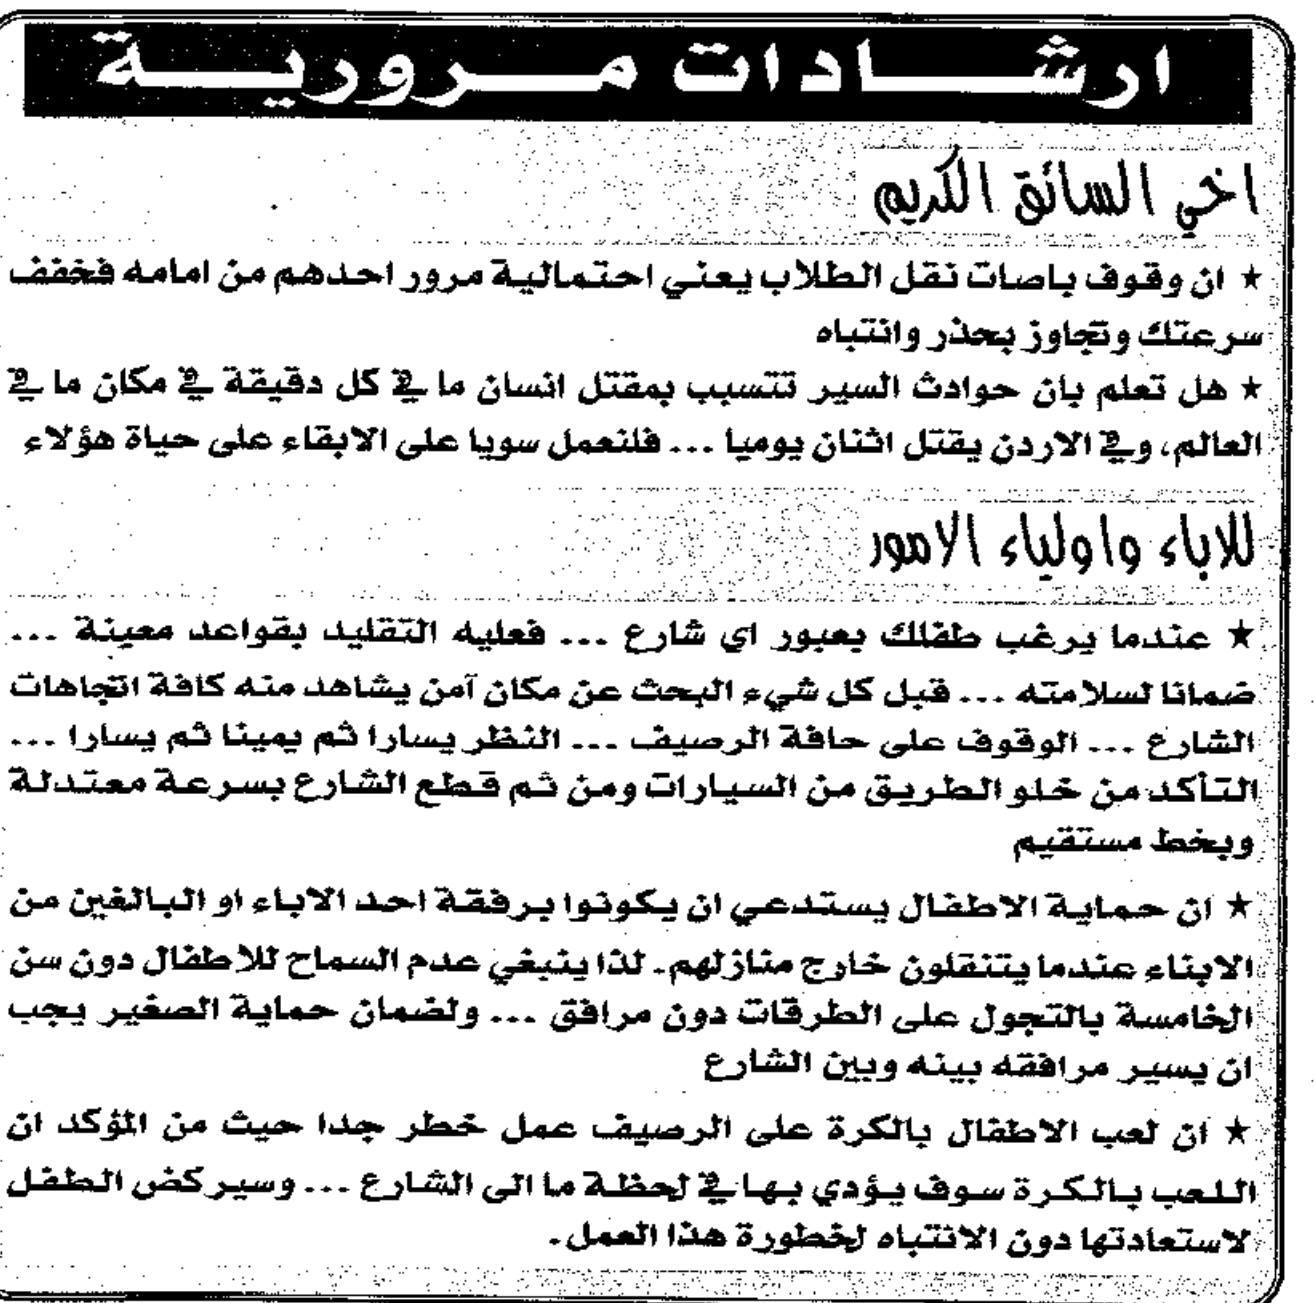 ارشادات مرورية
اخي السائق الكريم
★ ان وقوف باصات نقل الطلاب يعني احتمالية مرور احدهم من امامه فخفف
سرعتك وتجاوز بحذر وانتباه
★ هل تعلم بان حوادث السير تتسبب بمقتل انسان ما في كل دقيقة في مكان ما في
العالم، وفي الاردن يقتل اثنان يوميا ... فلنعمل سويا على الابقاء على حياة هؤلاء
للاباء واولياء الامور
★ عندما يرغب طفلك بعبور اي شارع ... فعليه التقليد بقواعد معينة ...
ضمانا لسلامته ... قبل كل شيء البحث عن مكان آمن يشاهد منه كافة اتجاهات
الشارع ... الوقوف على حافة الرصيف ... النظر يسارا ثم يمينا ثم يسارا ...
التأكد من خلو الطريق من السيارات ومن ثم قطع الشارع بسرعة معتدلة
وبخط مستقيم
★ ان حماية الاطفال يستدعي ان يكونوا برفقة احد الاباء او البالغين من
الابناء عندما يتنقلون خارج منازلهم. لذا ينبغي عدم السماح للاطفال دون سن
الخامسة بالتجول على الطرقات دون مرافق ... ولضمان حماية الصغير يجب
ان يسير مرافقه بينه وبين الشارع
★ ان لعب الاطفال بالكرة على الرصيف عمل خطر جدا حيث من المؤكد ان
اللعب بالكرة سوف يؤدي بها في لحظة ما الى الشارع ... وسيركض الطفل
لاستعادتها دون الانتباه لخطورة هذا العمل.